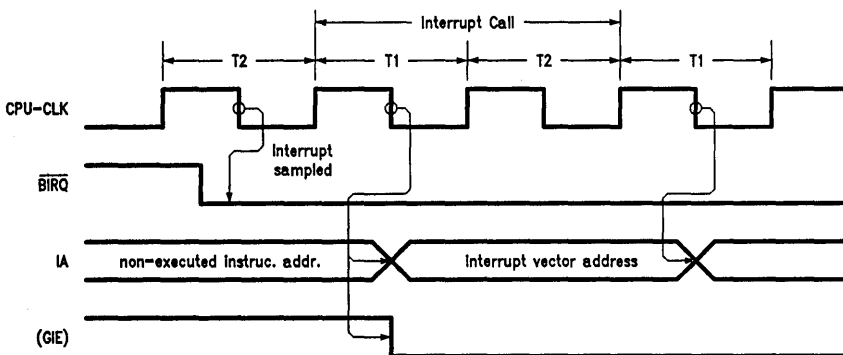 Interrupt Call
T2 T1 T2 T1
CPU-CLK
Interrupt
sampled
BIRQ
IA
non-executed instruc. addr.
Interrupt vector address
(GIE)